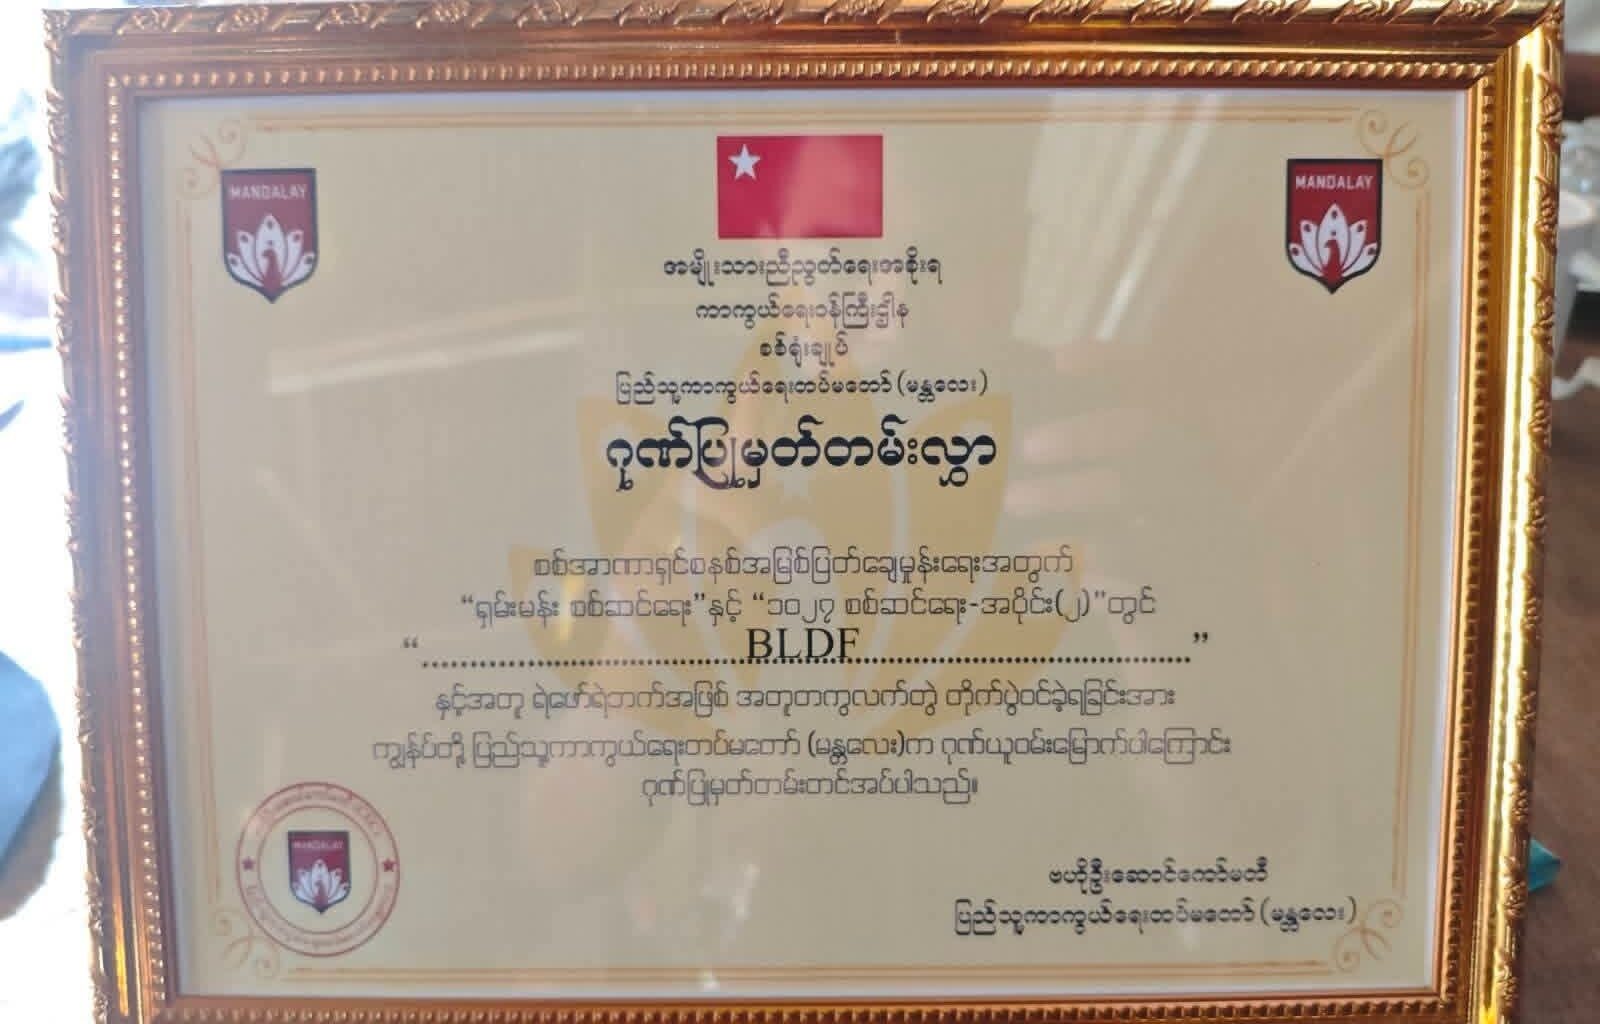 MANDALAY
MANDALAY
အမျိုးသားညီညွတ်ရေးအစိုးရ
ကာကွယ်ရေးဝန်ကြီးဌာန
စစ်ရုံးချုပ်
ပြည်သူ့ကာကွယ်ရေးတပ်မတော် (မန္တလေး)
ဂုဏ်ပြုမှတ်တမ်းလွှာ
စစ်အာဏာရှင်စနစ်အမြစ်ပြတ်ချေမှုန်းရေးအတွက်
“ရှမ်းမန်း စစ်ဆင်ရေး”နှင့် “၁၀၂၇ စစ်ဆင်ရေး-အပိုင်း(၂)”တွင်
“........................................BLDF........................................”
နှင့်အတူ ရဲဖော်ရဲဘက်အဖြစ် အတူတကွလက်တွဲ တိုက်ပွဲဝင်ခဲ့ရခြင်းအား
ကျွန်ုပ်တို့ ပြည်သူ့ကာကွယ်ရေးတပ်မတော် (မန္တလေး)က ဂုဏ်ယူဝမ်းမြောက်ပါကြောင်း
ဂုဏ်ပြုမှတ်တမ်းတင်အပ်ပါသည်။
MANDALAY
ဗဟိုဦးဆောင်ကော်မတီ
ပြည်သူ့ကာကွယ်ရေးတပ်မတော် (မန္တလေး)